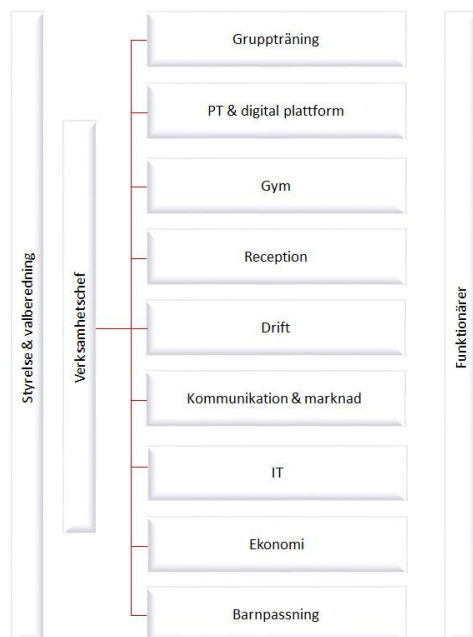 Styrelse & valberedning
Verksamhetschef
Gruppträning
PT & digital plattform
Gym
Reception
Drift
Kommunikation & marknad
IT
Ekonomi
Barnpassning
Funktionärer